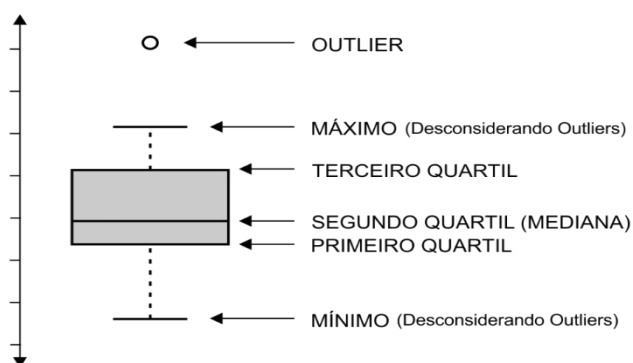 OUTLIER
MÁXIMO (Desconsiderando Outliers)
TERCEIRO QUARTIL
SEGUNDO QUARTIL (MEDIANA)
PRIMEIRO QUARTIL
MÍNIMO (Desconsiderando Outliers)